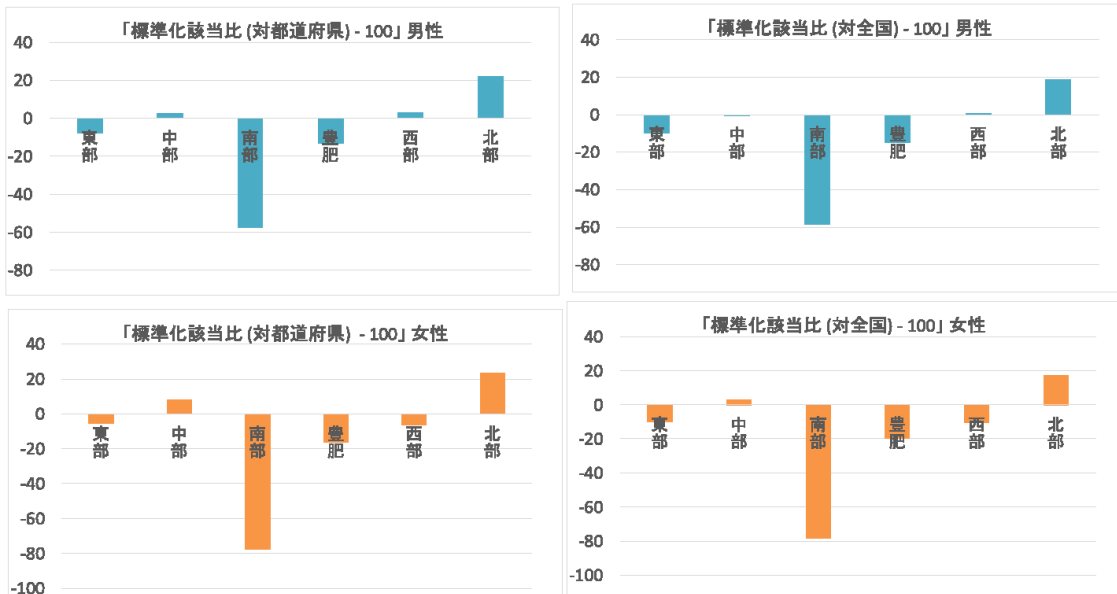 「標準化該当比 (対都道府県) - 100」 男性
40
20
0
-20
-40
-60
-80
東部
中部
南部
豊肥
西部
北部
「標準化該当比 (対全国) - 100」 男性
40
20
0
-20
-40
-60
-80
東部
中部
南部
豊肥
西部
北部
「標準化該当比 (対都道府県) - 100」 女性
40
20
0
-20
-40
-60
-80
-100
東部
中部
南部
豊肥
西部
北部
「標準化該当比 (対全国) - 100」 女性
40
20
0
-20
-40
-60
-80
-100
東部
中部
南部
豊肥
西部
北部